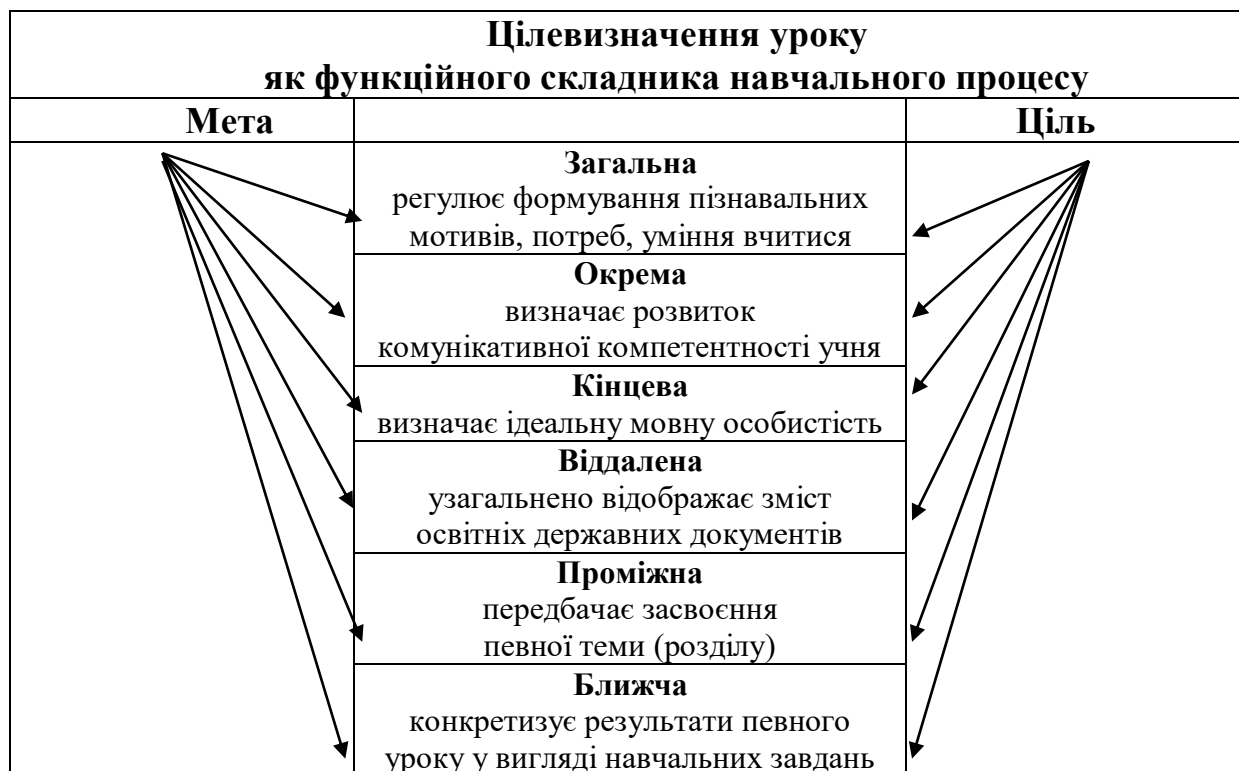 Цілевизначення уроку
як функційного складника навчального процесу
Мета
Ціль
Загальна
регулює формування пізнавальних
мотивів, потреб, уміння вчитися
Окрема
визначає розвиток
комунікативної компетентності учня
Кінцева
визначає ідеальну мовну особистість
Віддалена
узагальнено відображає зміст
освітніх державних документів
Проміжна
передбачає засвоєння
певної теми (розділу)
Ближча
конкретизує результати певного
уроку у вигляді навчальних завдань